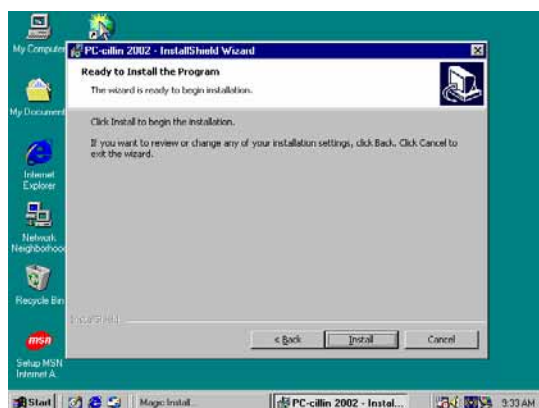 My Computer
PC-cillin 2002 - InstallShield Wizard
Ready to Install the Program
The wizard is ready to begin installation.
My Document
Click Install to begin the installation.
If you want to review or change any of your installation settings, click Back. Click Cancel to
exit the wizard.
Internet
Explorer
Network
Neighborhood
Recycle Bin
InstallShield
< Back
Install
Cancel
msn
Setup MSN
Internet A.
Start
Magic Install...
PC-cillin 2002 - Instal...
9:33 AM